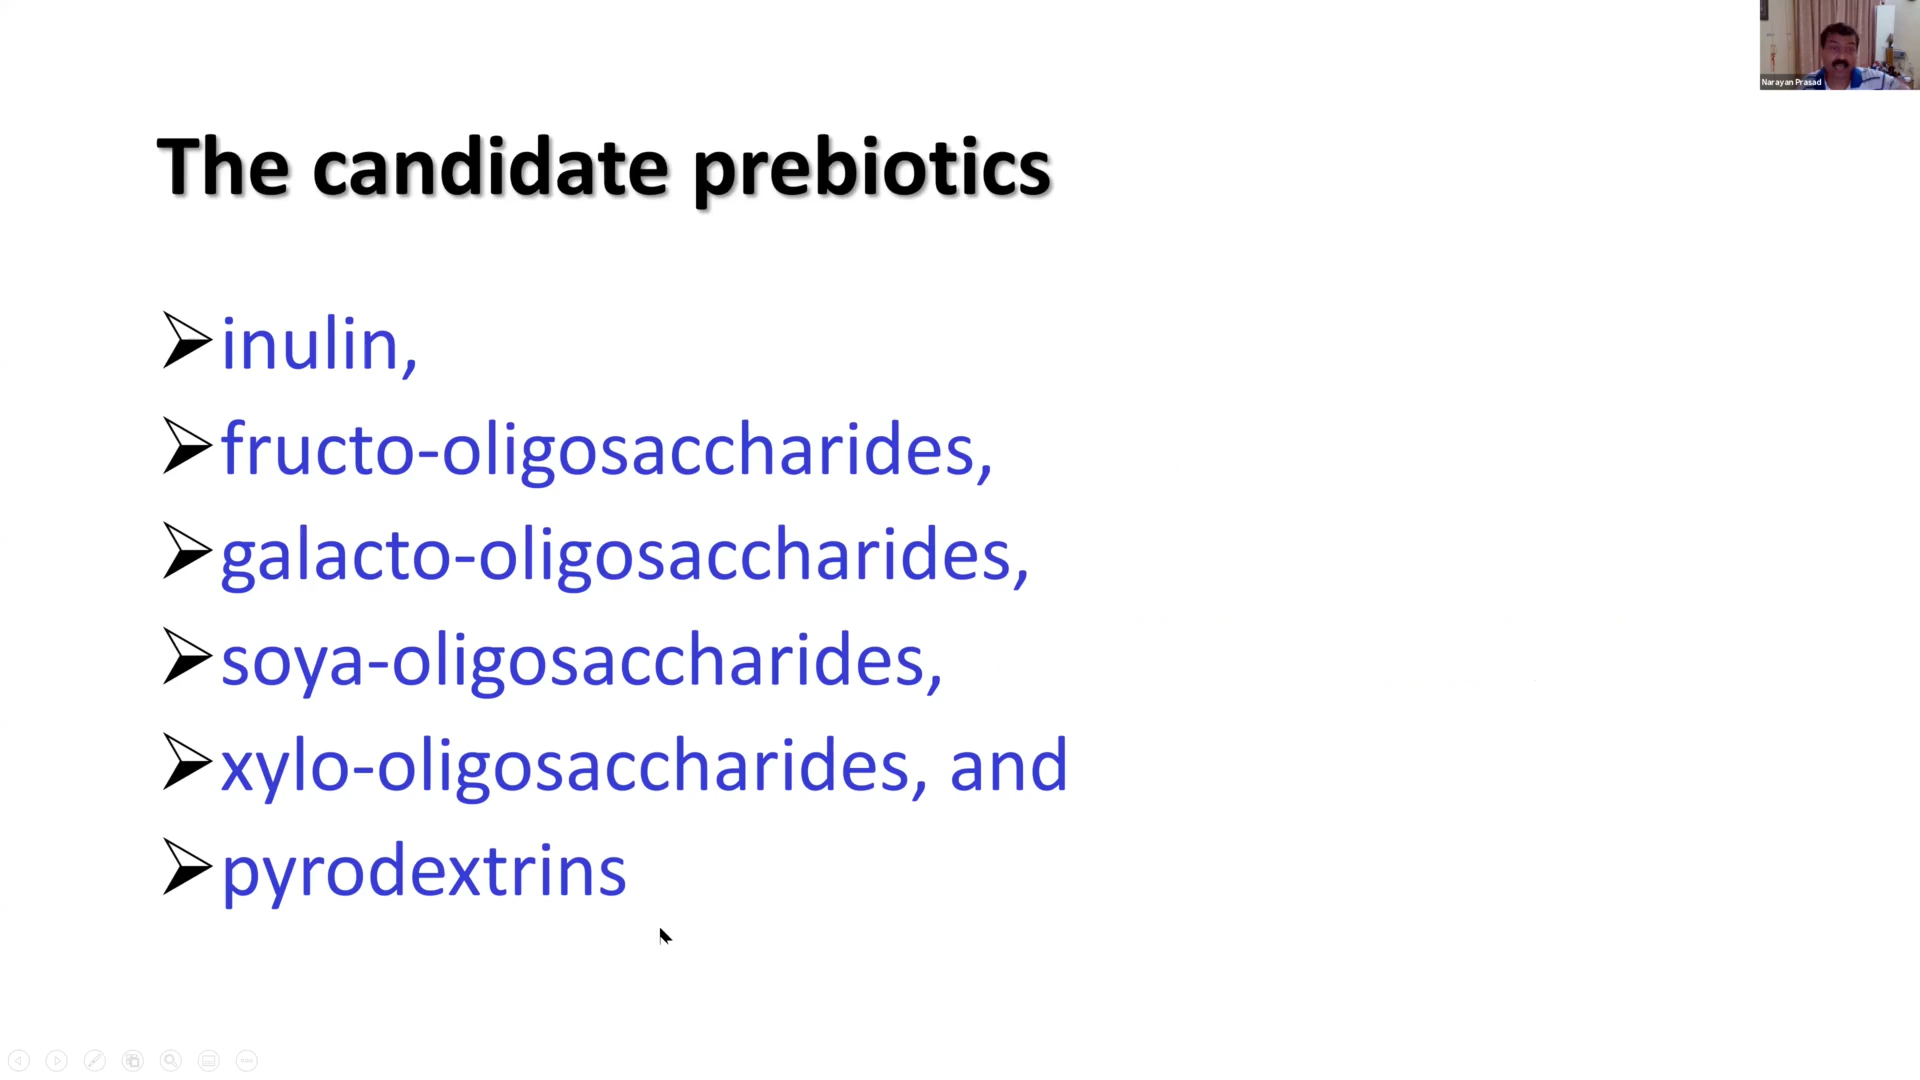 Narayan Prasad
The candidate prebiotics
inulin,
fructo-oligosaccharides,
galacto-oligosaccharides,
soya-oligosaccharides,
xylo-oligosaccharides, and
pyrodextrins